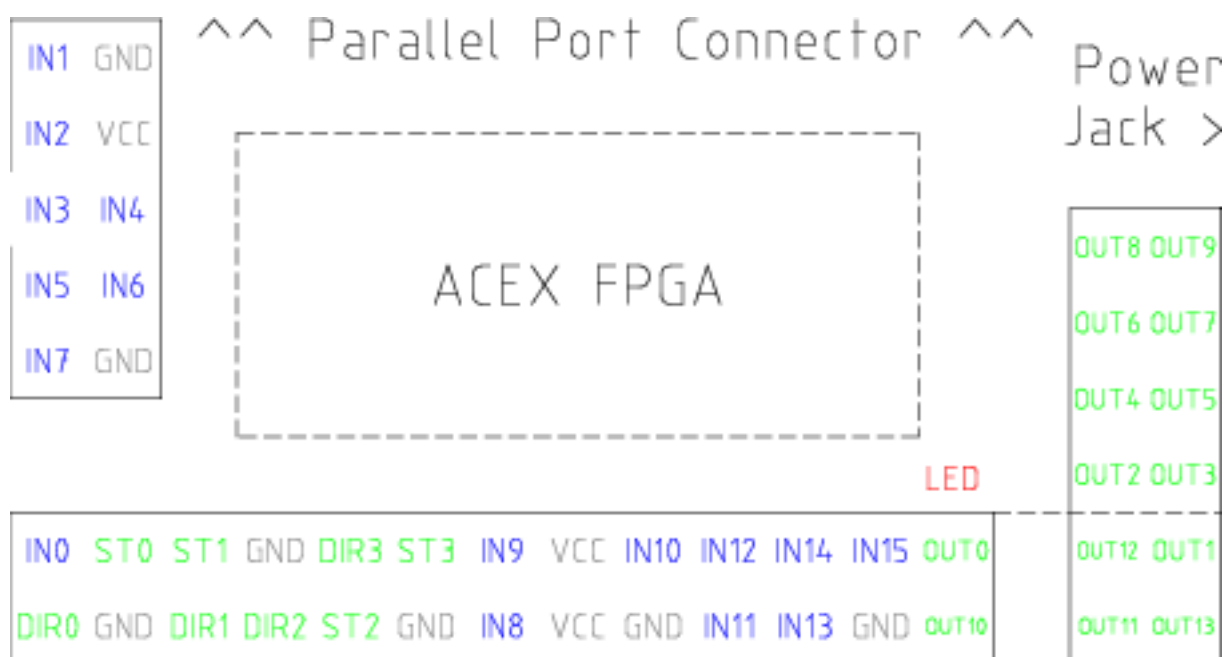 ^^ Parallel Port Connector ^^
Power
Jack >
IN1 GND
IN2 VCC
IN3 IN4
IN5 IN6
IN7 GND
ACEX FPGA
OUT8 OUT9
OUT6 OUT7
OUT4 OUT5
OUT2 OUT3
OUT12 OUT1
OUT11 OUT13
LED
IN0 ST0 ST1 GND DIR3 ST3 IN9 VCC IN10 IN12 IN14 IN15 OUT0
DIR0 GND DIR1 DIR2 ST2 GND IN8 VCC GND IN11 IN13 GND OUT10